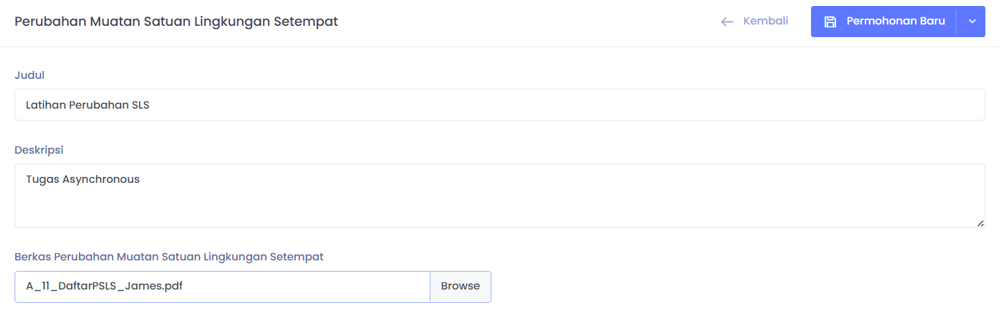 Perubahan Muatan Satuan Lingkungan Setempat
Kembali
Permohonan Baru
Judul
Latihan Perubahan SLS
Deskripsi
Tugas Asynchronous
Berkas Perubahan Muatan Satuan Lingkungan Setempat
A_11_DaftarPSLS_James.pdf
Browse